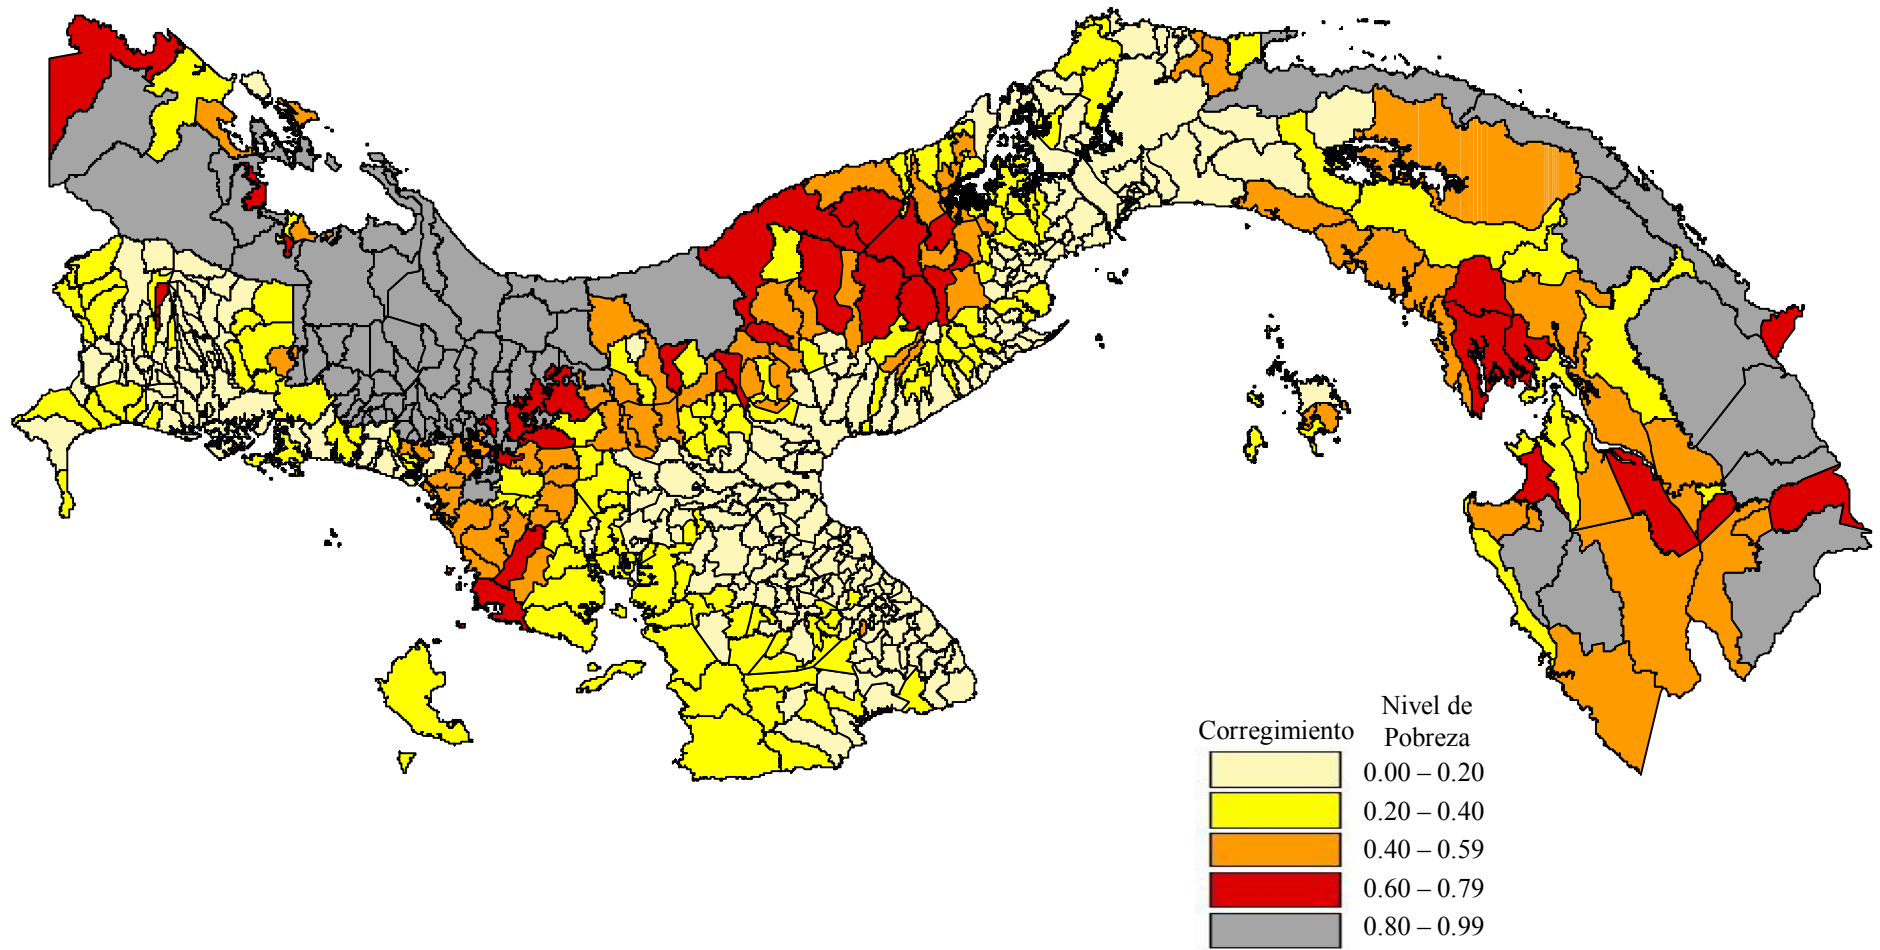 Corregimiento
Nivel de
Pobreza
0.00 – 0.20
0.20 – 0.40
0.40 – 0.59
0.60 – 0.79
0.80 – 0.99